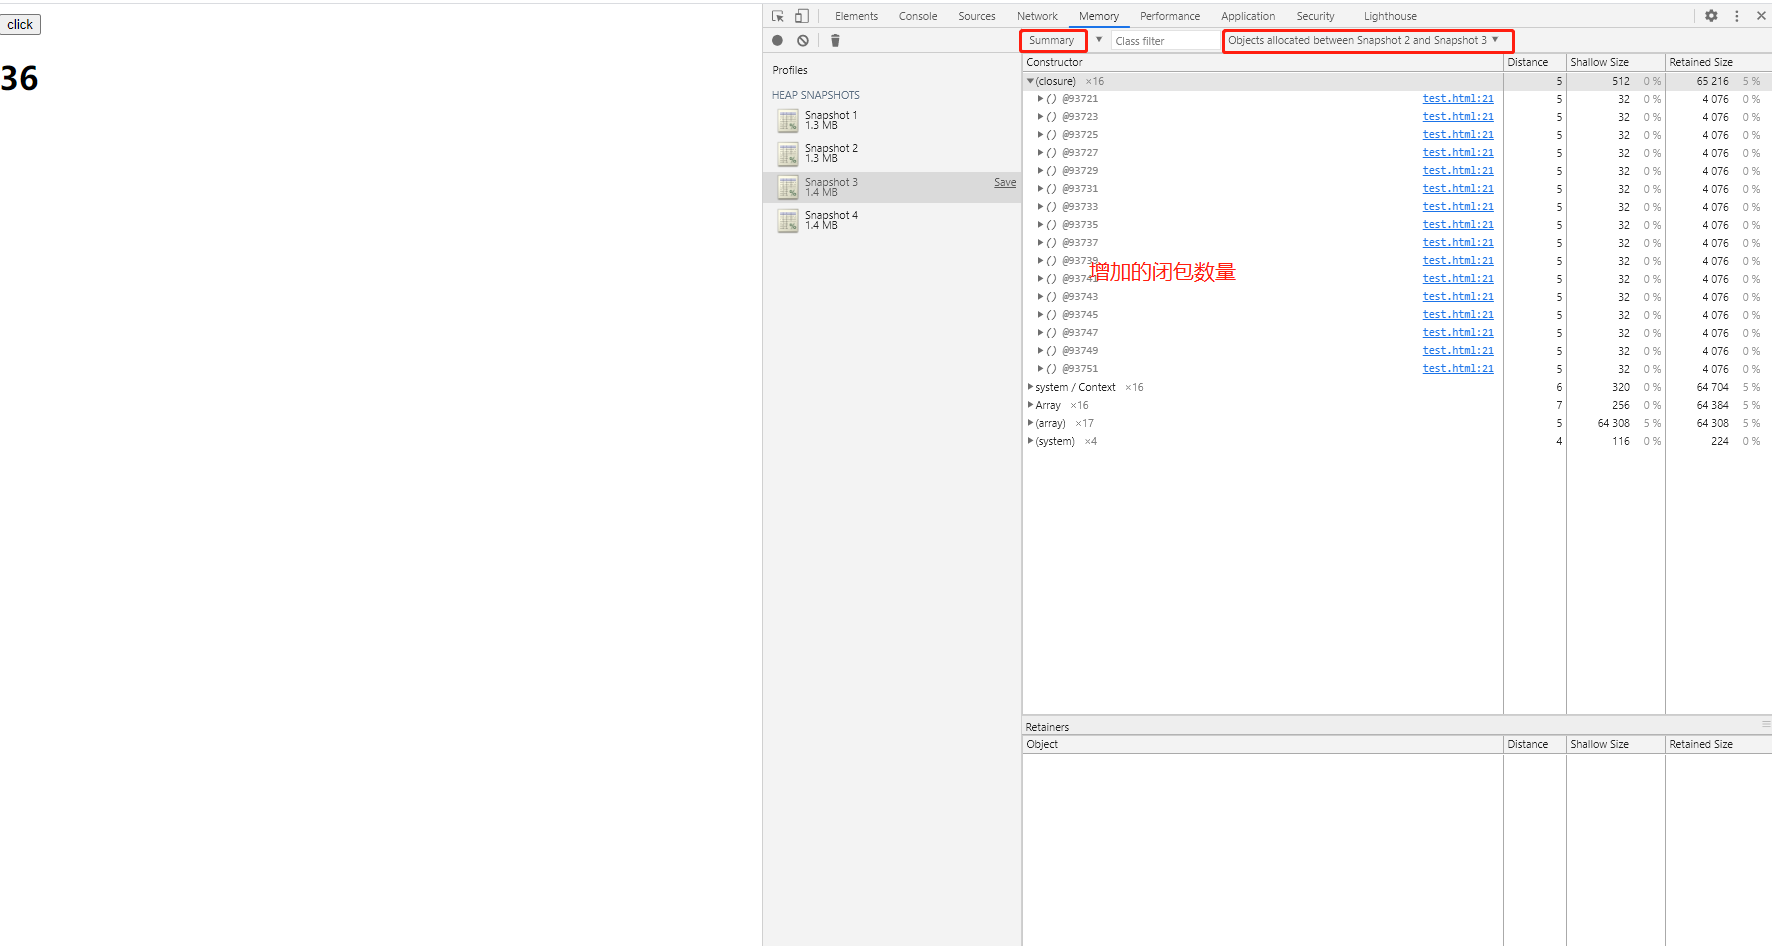 click
36
Elements Console Sources Network Memory Performance Application Security Lighthouse
Summary ▼ Class filter Objects allocated between Snapshot 2 and Snapshot 3 ▼
Profiles
HEAP SNAPSHOTS
Snapshot 1
1.3 MB
Snapshot 2
1.3 MB
Snapshot 3 Save
1.4 MB
Snapshot 4
1.4 MB
Constructor Distance Shallow Size Retained Size
(closure) ×16 5 512 0 % 65 216 5 %
() @93721 test.html:21 5 32 0 % 4 076 0 %
() @93723 test.html:21 5 32 0 % 4 076 0 %
() @93725 test.html:21 5 32 0 % 4 076 0 %
() @93727 test.html:21 5 32 0 % 4 076 0 %
() @93729 test.html:21 5 32 0 % 4 076 0 %
() @93731 test.html:21 5 32 0 % 4 076 0 %
() @93733 test.html:21 5 32 0 % 4 076 0 %
() @93735 test.html:21 5 32 0 % 4 076 0 %
() @93737 test.html:21 5 32 0 % 4 076 0 %
() @93739 test.html:21 5 32 0 % 4 076 0 %
增加的闭包数量
() @93741 test.html:21 5 32 0 % 4 076 0 %
() @93743 test.html:21 5 32 0 % 4 076 0 %
() @93745 test.html:21 5 32 0 % 4 076 0 %
() @93747 test.html:21 5 32 0 % 4 076 0 %
() @93749 test.html:21 5 32 0 % 4 076 0 %
() @93751 test.html:21 5 32 0 % 4 076 0 %
system / Context ×16 6 320 0 % 64 704 5 %
Array ×16 7 256 0 % 64 384 5 %
(array) ×17 5 64 308 5 % 64 308 5 %
(system) ×4 4 116 0 % 224 0 %
Retainers
Object Distance Shallow Size Retained Size